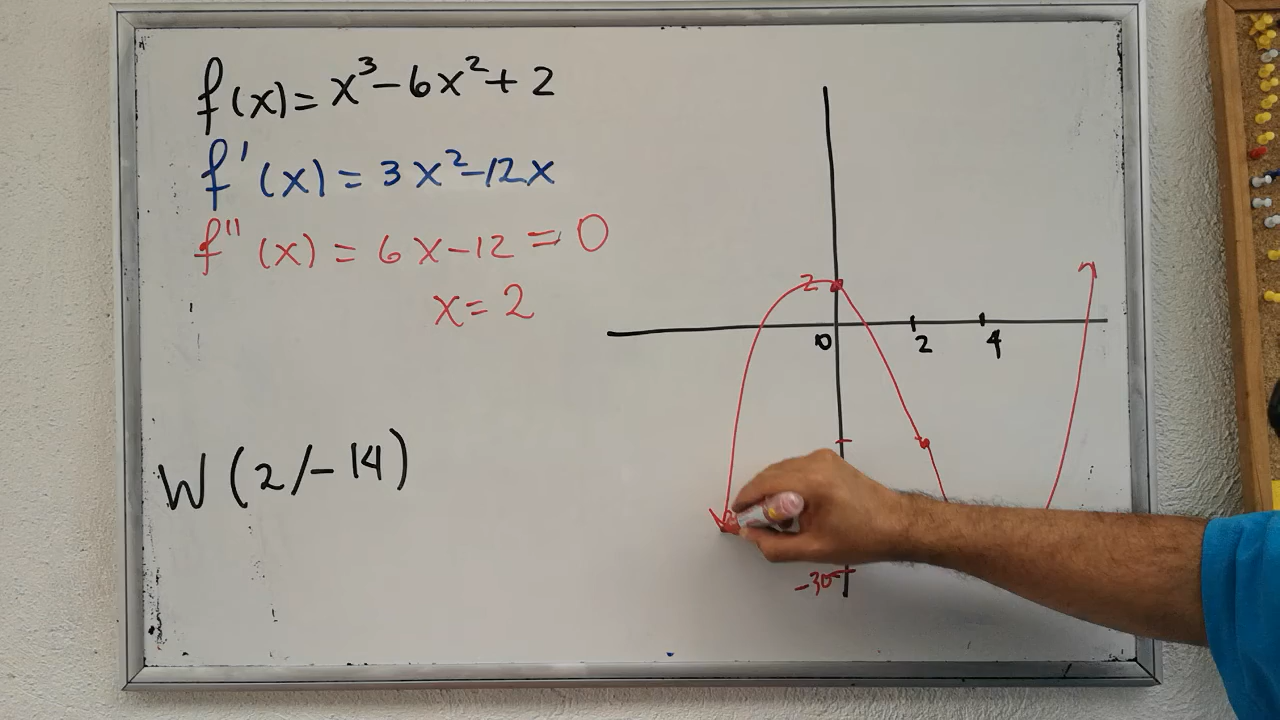 f(x) = x³ - 6x² + 2
f'(x) = 3x² - 12x
f''(x) = 6x - 12 = 0
x = 2
W (2/-14)
2
0 2 4
-30